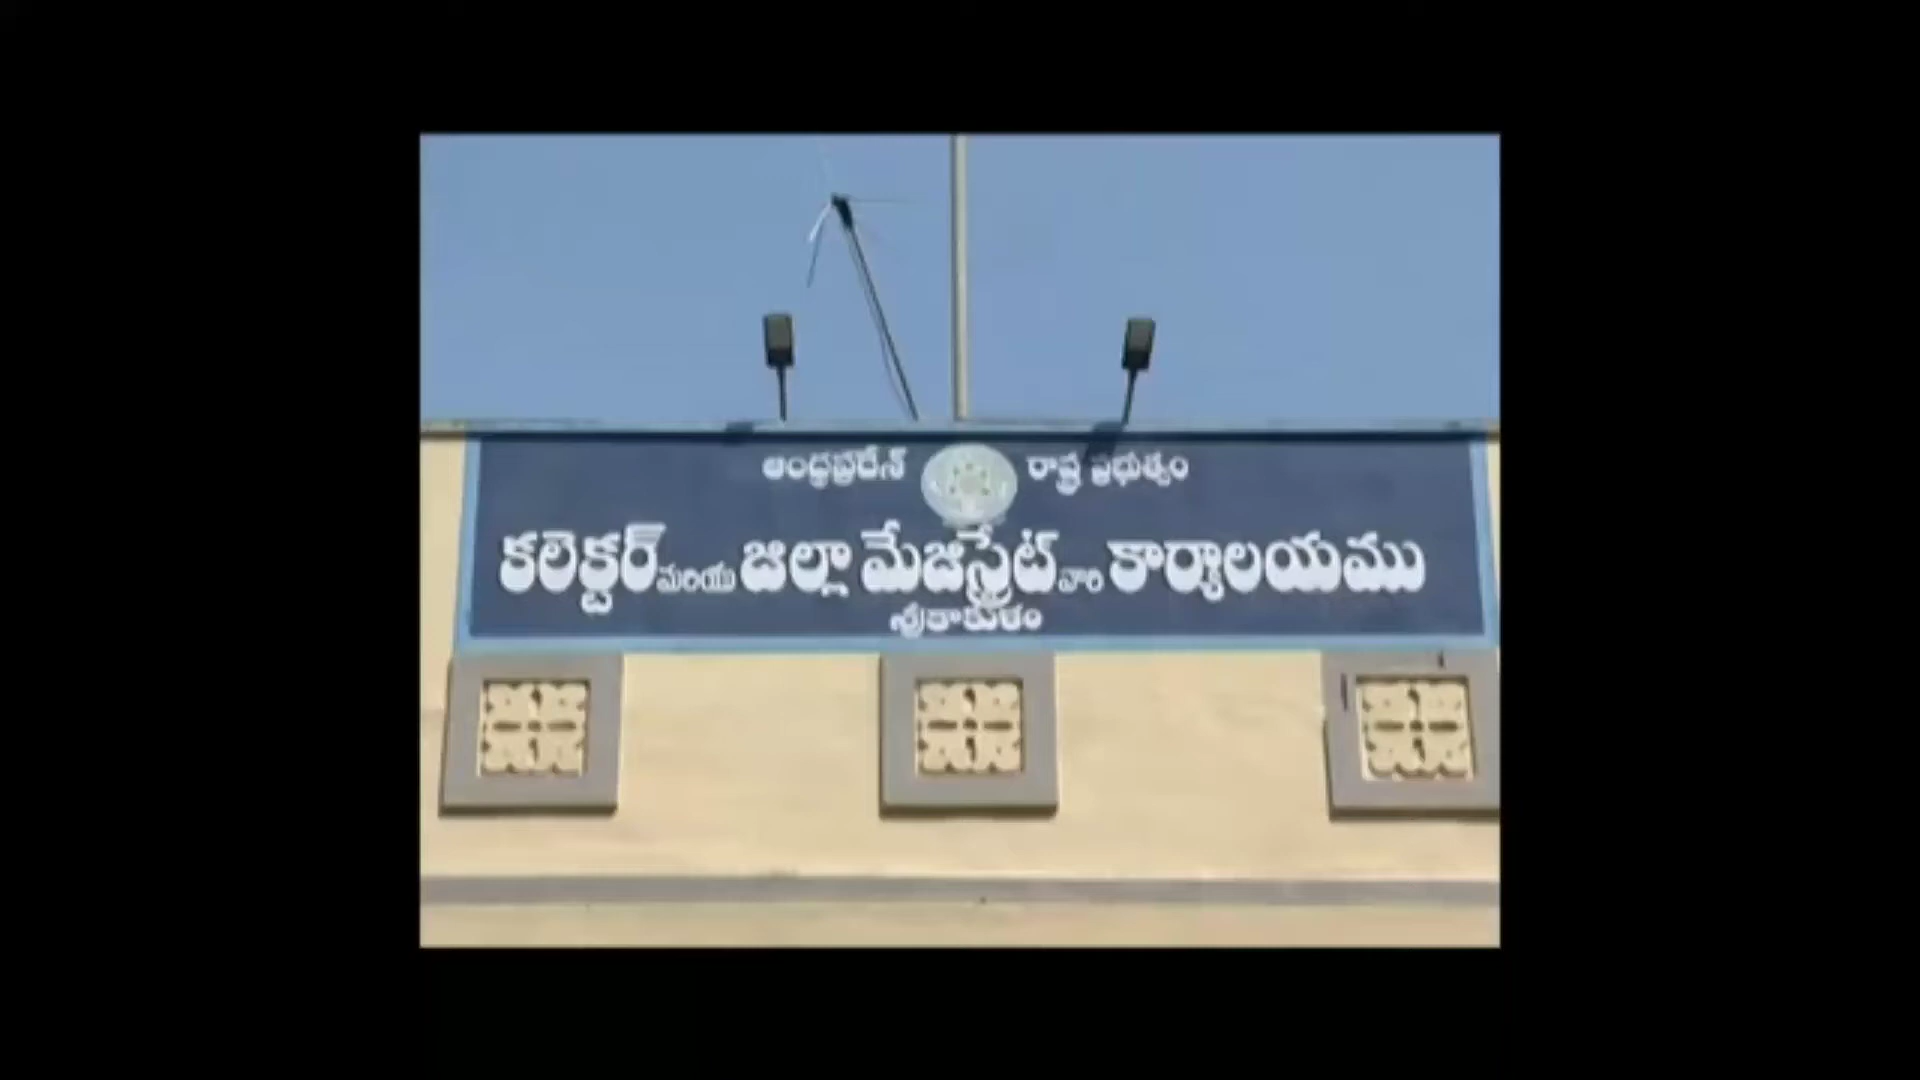 ఆంధ్రప్రదేశ్ రాష్ట్ర ప్రభుత్వం
కలెక్టర్ మరియు జిల్లా మేజిస్ట్రేట్ వారి కార్యాలయము
శ్రీకాకుళం